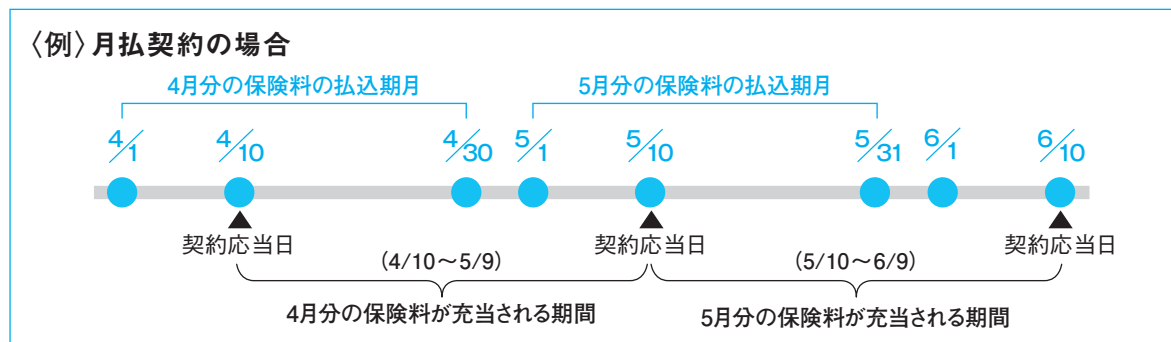 〈例〉月払契約の場合
4月分の保険料の払込期月 5月分の保険料の払込期月
4/1 4/10 4/30 5/1 5/10 5/31 6/1 6/10
契約応当日 契約応当日 契約応当日
(4/10～5/9) (5/10～6/9)
4月分の保険料が充当される期間 5月分の保険料が充当される期間